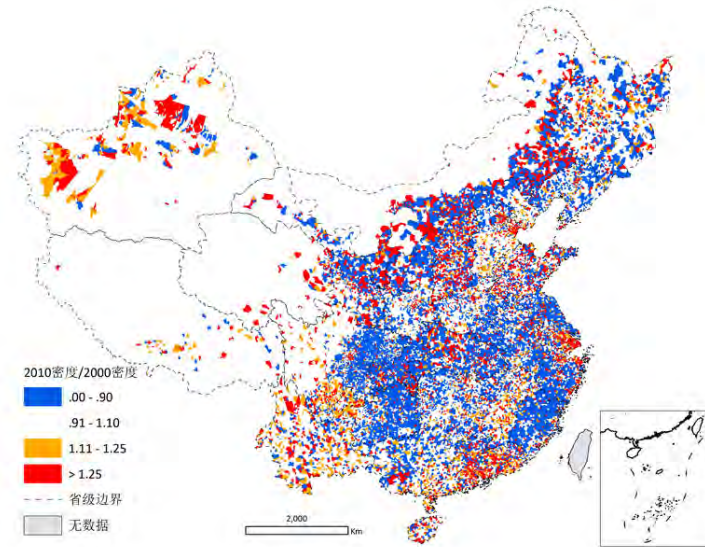 2010密度/2000密度
.00 - .90
.91 - 1.10
1.11 - 1.25
> 1.25
省级边界
无数据
2,000
Km